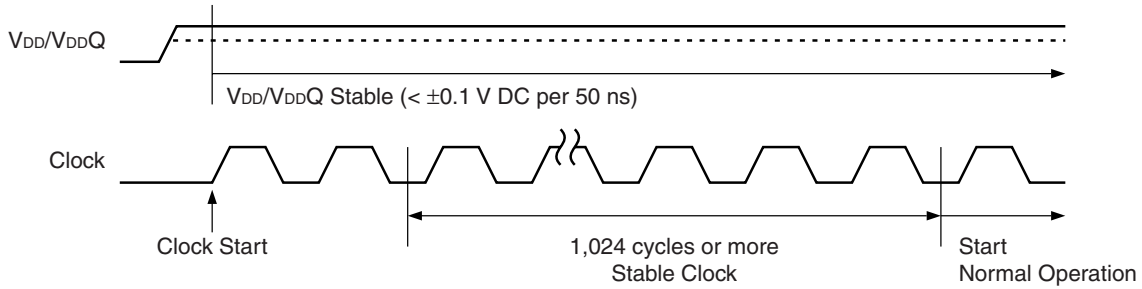 VDD/VDDQ
VDD/VDDQ Stable (< ±0.1 V DC per 50 ns)
Clock
Clock Start
1,024 cycles or more
Stable Clock
Start
Normal Operation